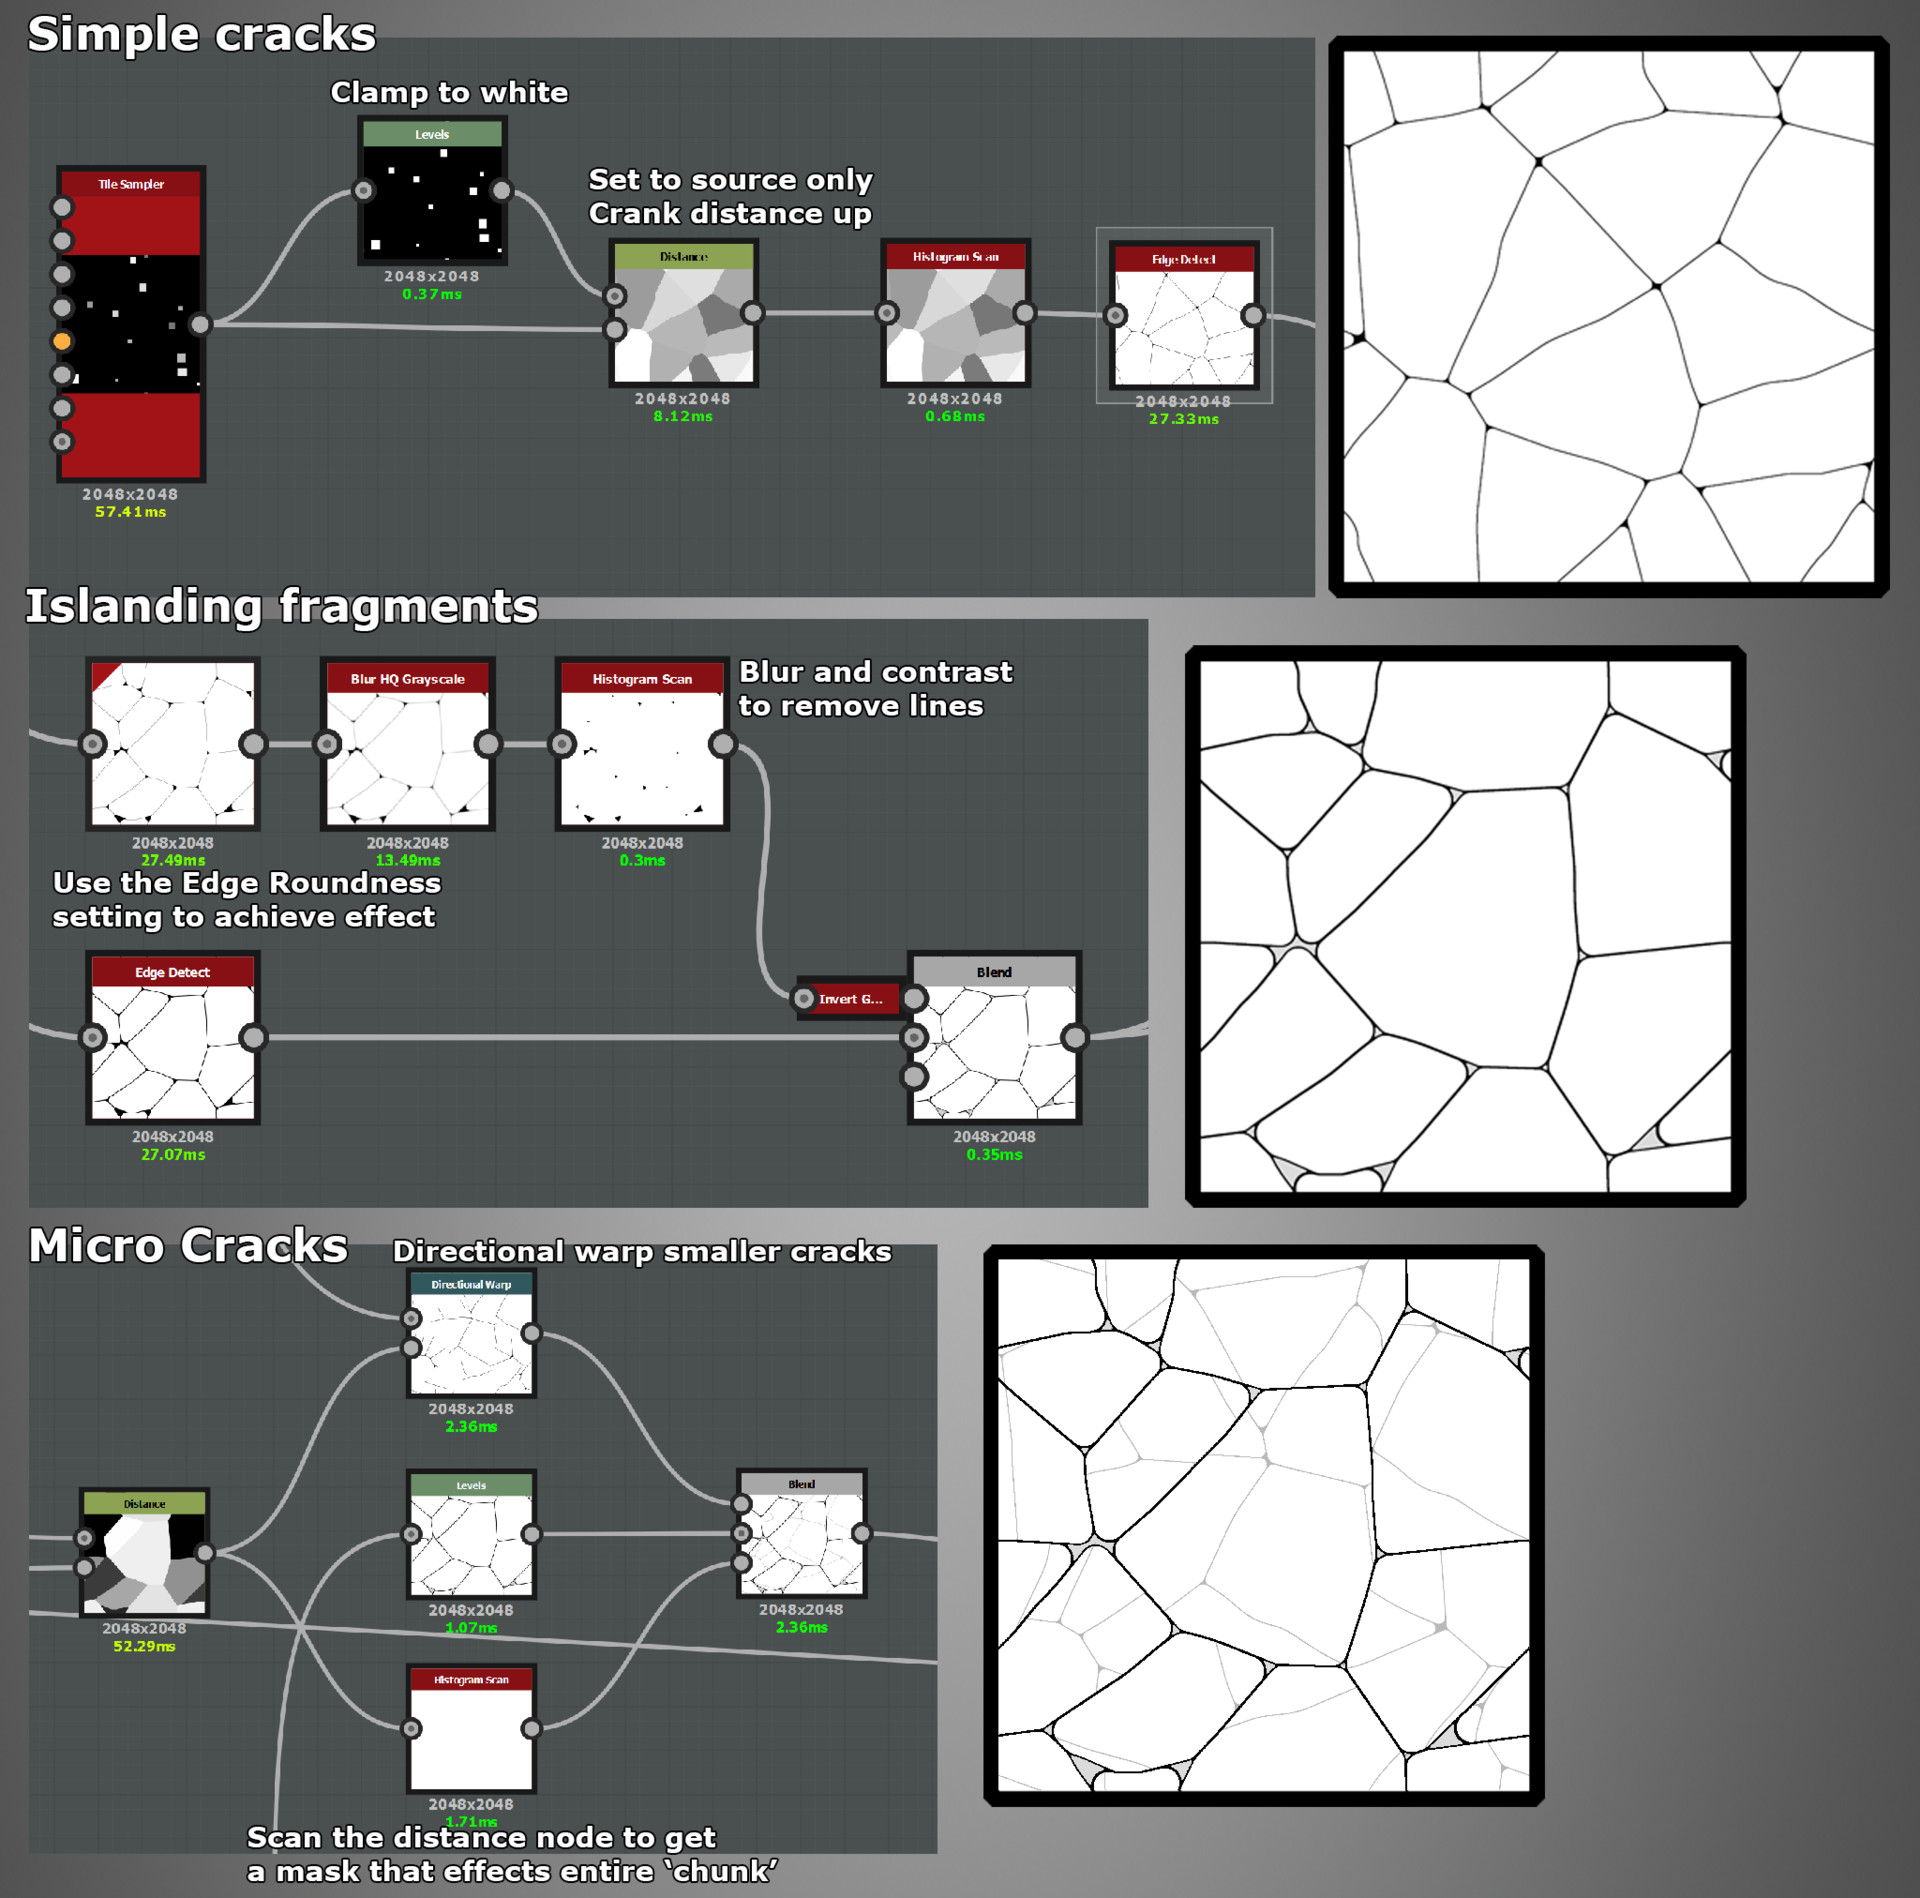 Simple cracks
Clamp to white
Levels
2048x2048
0.37ms
Tile Sampler
2048x2048
57.41ms
Set to source only
Crank distance up
Distance
2048x2048
8.12ms
Histogram Scan
2048x2048
0.68ms
Edge Detect
2048x2048
27.33ms
Islanding fragments
2048x2048
27.49ms
Blur HQ Grayscale
2048x2048
13.49ms
Histogram Scan
2048x2048
0.3ms
Blur and contrast
to remove lines
Use the Edge Roundness
setting to achieve effect
Edge Detect
2048x2048
27.07ms
Invert G...
Blend
2048x2048
0.35ms
Micro Cracks
Directional warp smaller cracks
Directional Warp
2048x2048
2.36ms
Distance
2048x2048
52.29ms
Levels
2048x2048
1.07ms
Blend
2048x2048
2.36ms
Histogram Scan
2048x2048
1.71ms
Scan the distance node to get
a mask that effects entire ‘chunk’